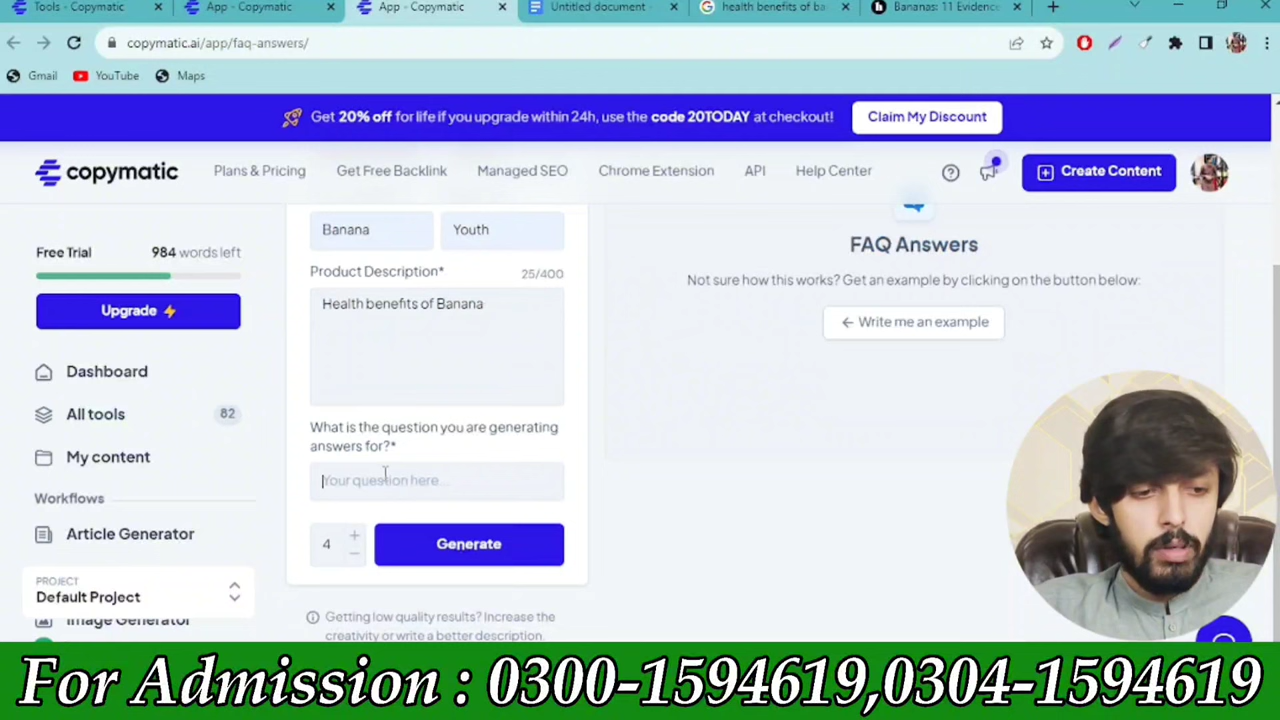 Tools - Copymatic
App - Copymatic
App - Copymatic
Untitled document -
health benefits of ba
Bananas: 11 Evidence
copymatic.ai/app/faq-answers/
Gmail
YouTube
Maps
Get 20% off for life if you upgrade within 24h, use the code 20TODAY at checkout!
Claim My Discount
copymatic
Plans & Pricing
Get Free Backlink
Managed SEO
Chrome Extension
API
Help Center
Create Content
Free Trial
984 words left
Upgrade
Dashboard
All tools
82
My content
Workflows
Article Generator
PROJECT
Default Project
Image Generator
Banana
Youth
Product Description*
25/400
Health benefits of Banana
What is the question you are generating
answers for?*
Your question here...
4
Generate
Getting low quality results? Increase the
creativity or write a better description.
FAQ Answers
Not sure how this works? Get an example by clicking on the button below:
← Write me an example
For Admission : 0300-1594619,0304-1594619